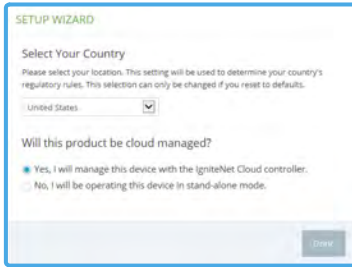 SETUP WIZARD
Select Your Country
Please select your location. This setting will be used to determine your country's
regulatory rules. This selection can only be changed if you reset to defaults.
United States
Will this product be cloud managed?
Yes, I will manage this device with the IgniteNet Cloud controller.
No, I will be operating this device in stand-alone mode.
Done